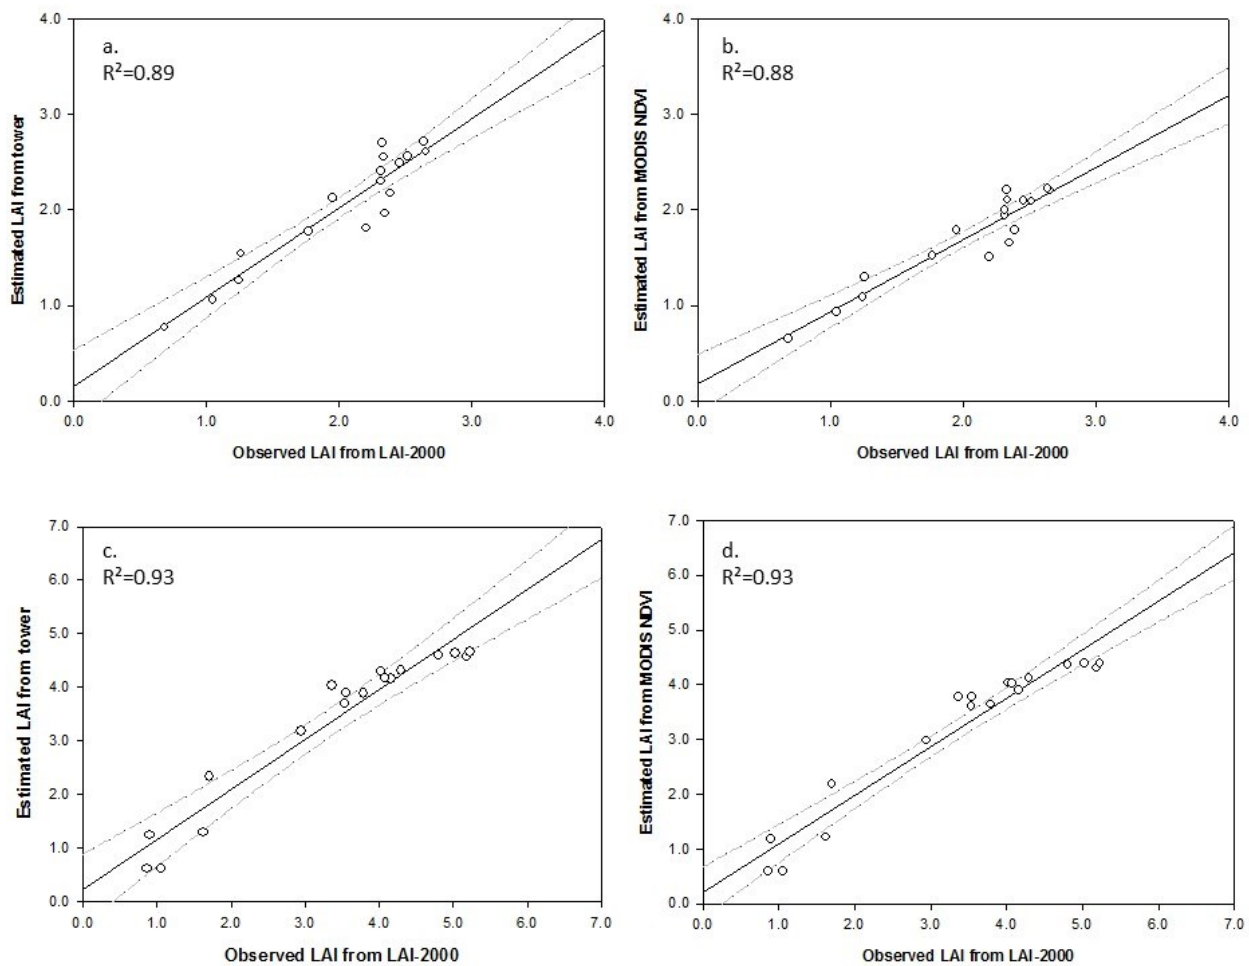 a.
R²=0.89
4.0
3.0
2.0
1.0
0.0
0.0 1.0 2.0 3.0 4.0
Estimated LAI from tower
Observed LAI from LAI-2000
b.
R²=0.88
4.0
3.0
2.0
1.0
0.0
0.0 1.0 2.0 3.0 4.0
Estimated LAI from MODIS NDVI
Observed LAI from LAI-2000
c.
R²=0.93
7.0
6.0
5.0
4.0
3.0
2.0
1.0
0.0
0.0 1.0 2.0 3.0 4.0 5.0 6.0 7.0
Estimated LAI from tower
Observed LAI from LAI-2000
d.
R²=0.93
7.0
6.0
5.0
4.0
3.0
2.0
1.0
0.0
0.0 1.0 2.0 3.0 4.0 5.0 6.0 7.0
Estimated LAI from MODIS NDVI
Observed LAI from LAI-2000